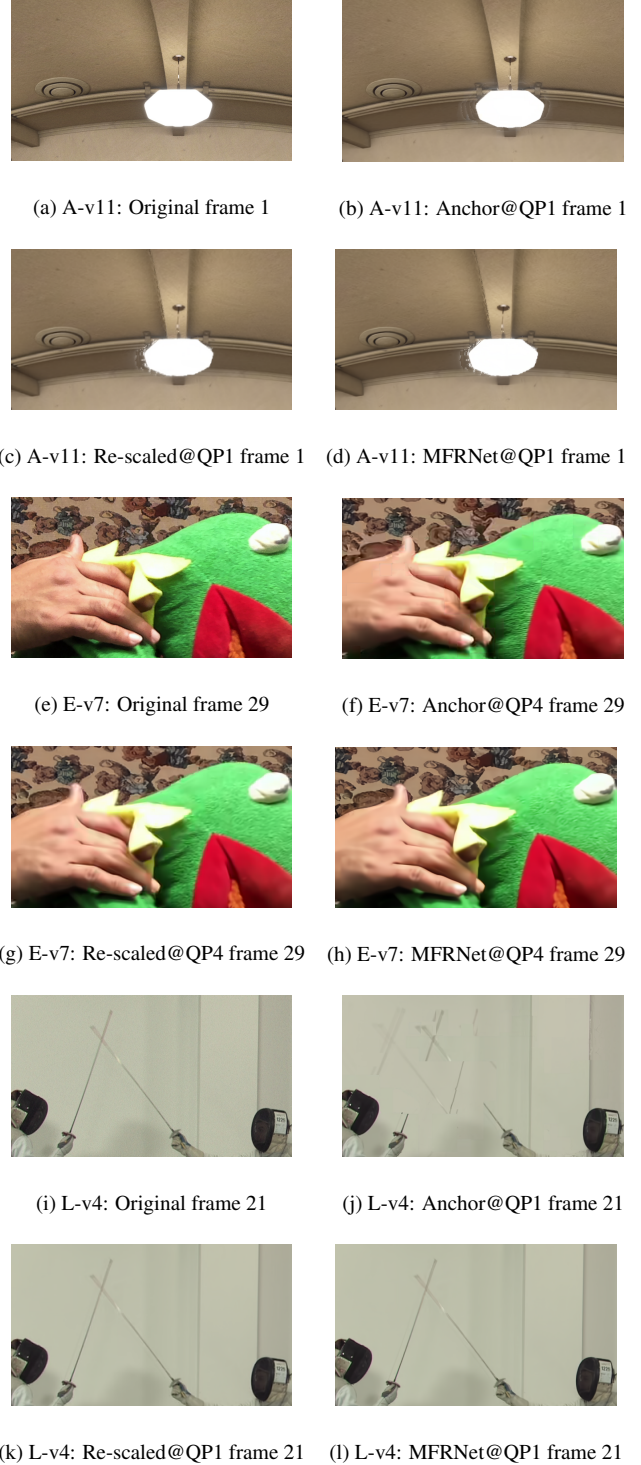 (a) A-v11: Original frame 1
(b) A-v11: Anchor@QP1 frame 1
(c) A-v11: Re-scaled@QP1 frame 1
(d) A-v11: MFRNet@QP1 frame 1
(e) E-v7: Original frame 29
(f) E-v7: Anchor@QP4 frame 29
(g) E-v7: Re-scaled@QP4 frame 29
(h) E-v7: MFRNet@QP4 frame 29
(i) L-v4: Original frame 21
(j) L-v4: Anchor@QP1 frame 21
(k) L-v4: Re-scaled@QP1 frame 21
(l) L-v4: MFRNet@QP1 frame 21